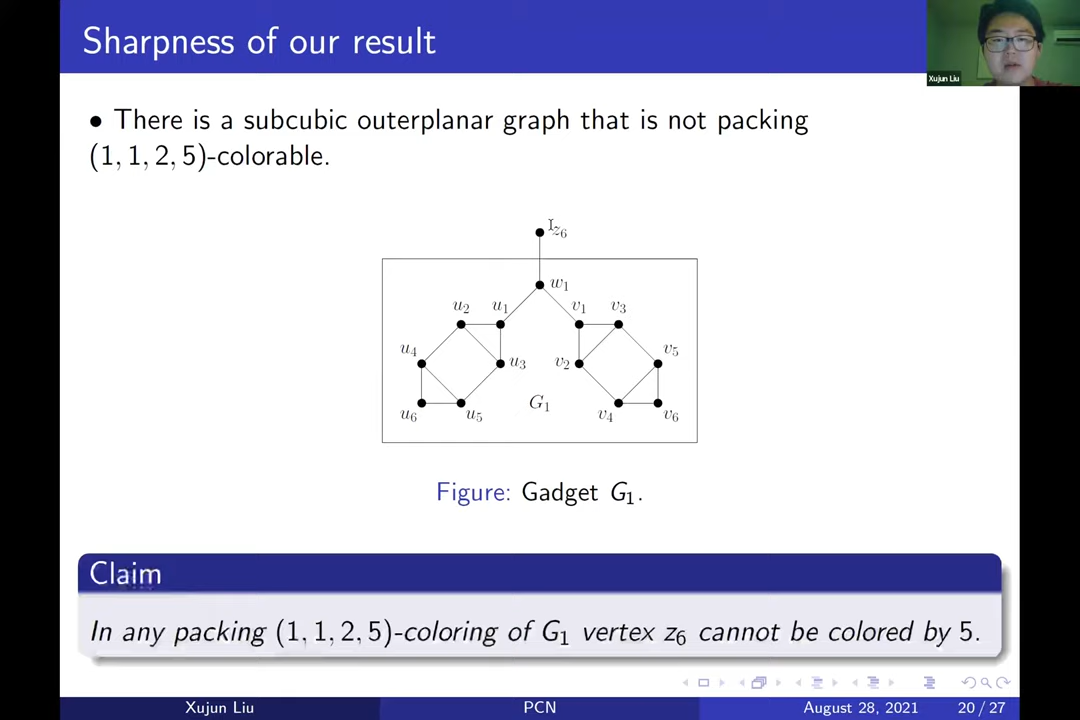 Sharpness of our result
Xujun Liu
• There is a subcubic outerplanar graph that is not packing
(1, 1, 2, 5)-colorable.
z₆
w₁
u₂ u₁ v₁ v₃
u₄ v₅
u₃ v₂
G₁
u₆ u₅ v₄ v₆
Figure: Gadget G₁.
Claim
In any packing (1, 1, 2, 5)-coloring of G₁ vertex z₆ cannot be colored by 5.
Xujun Liu PCN August 28, 2021 20 / 27